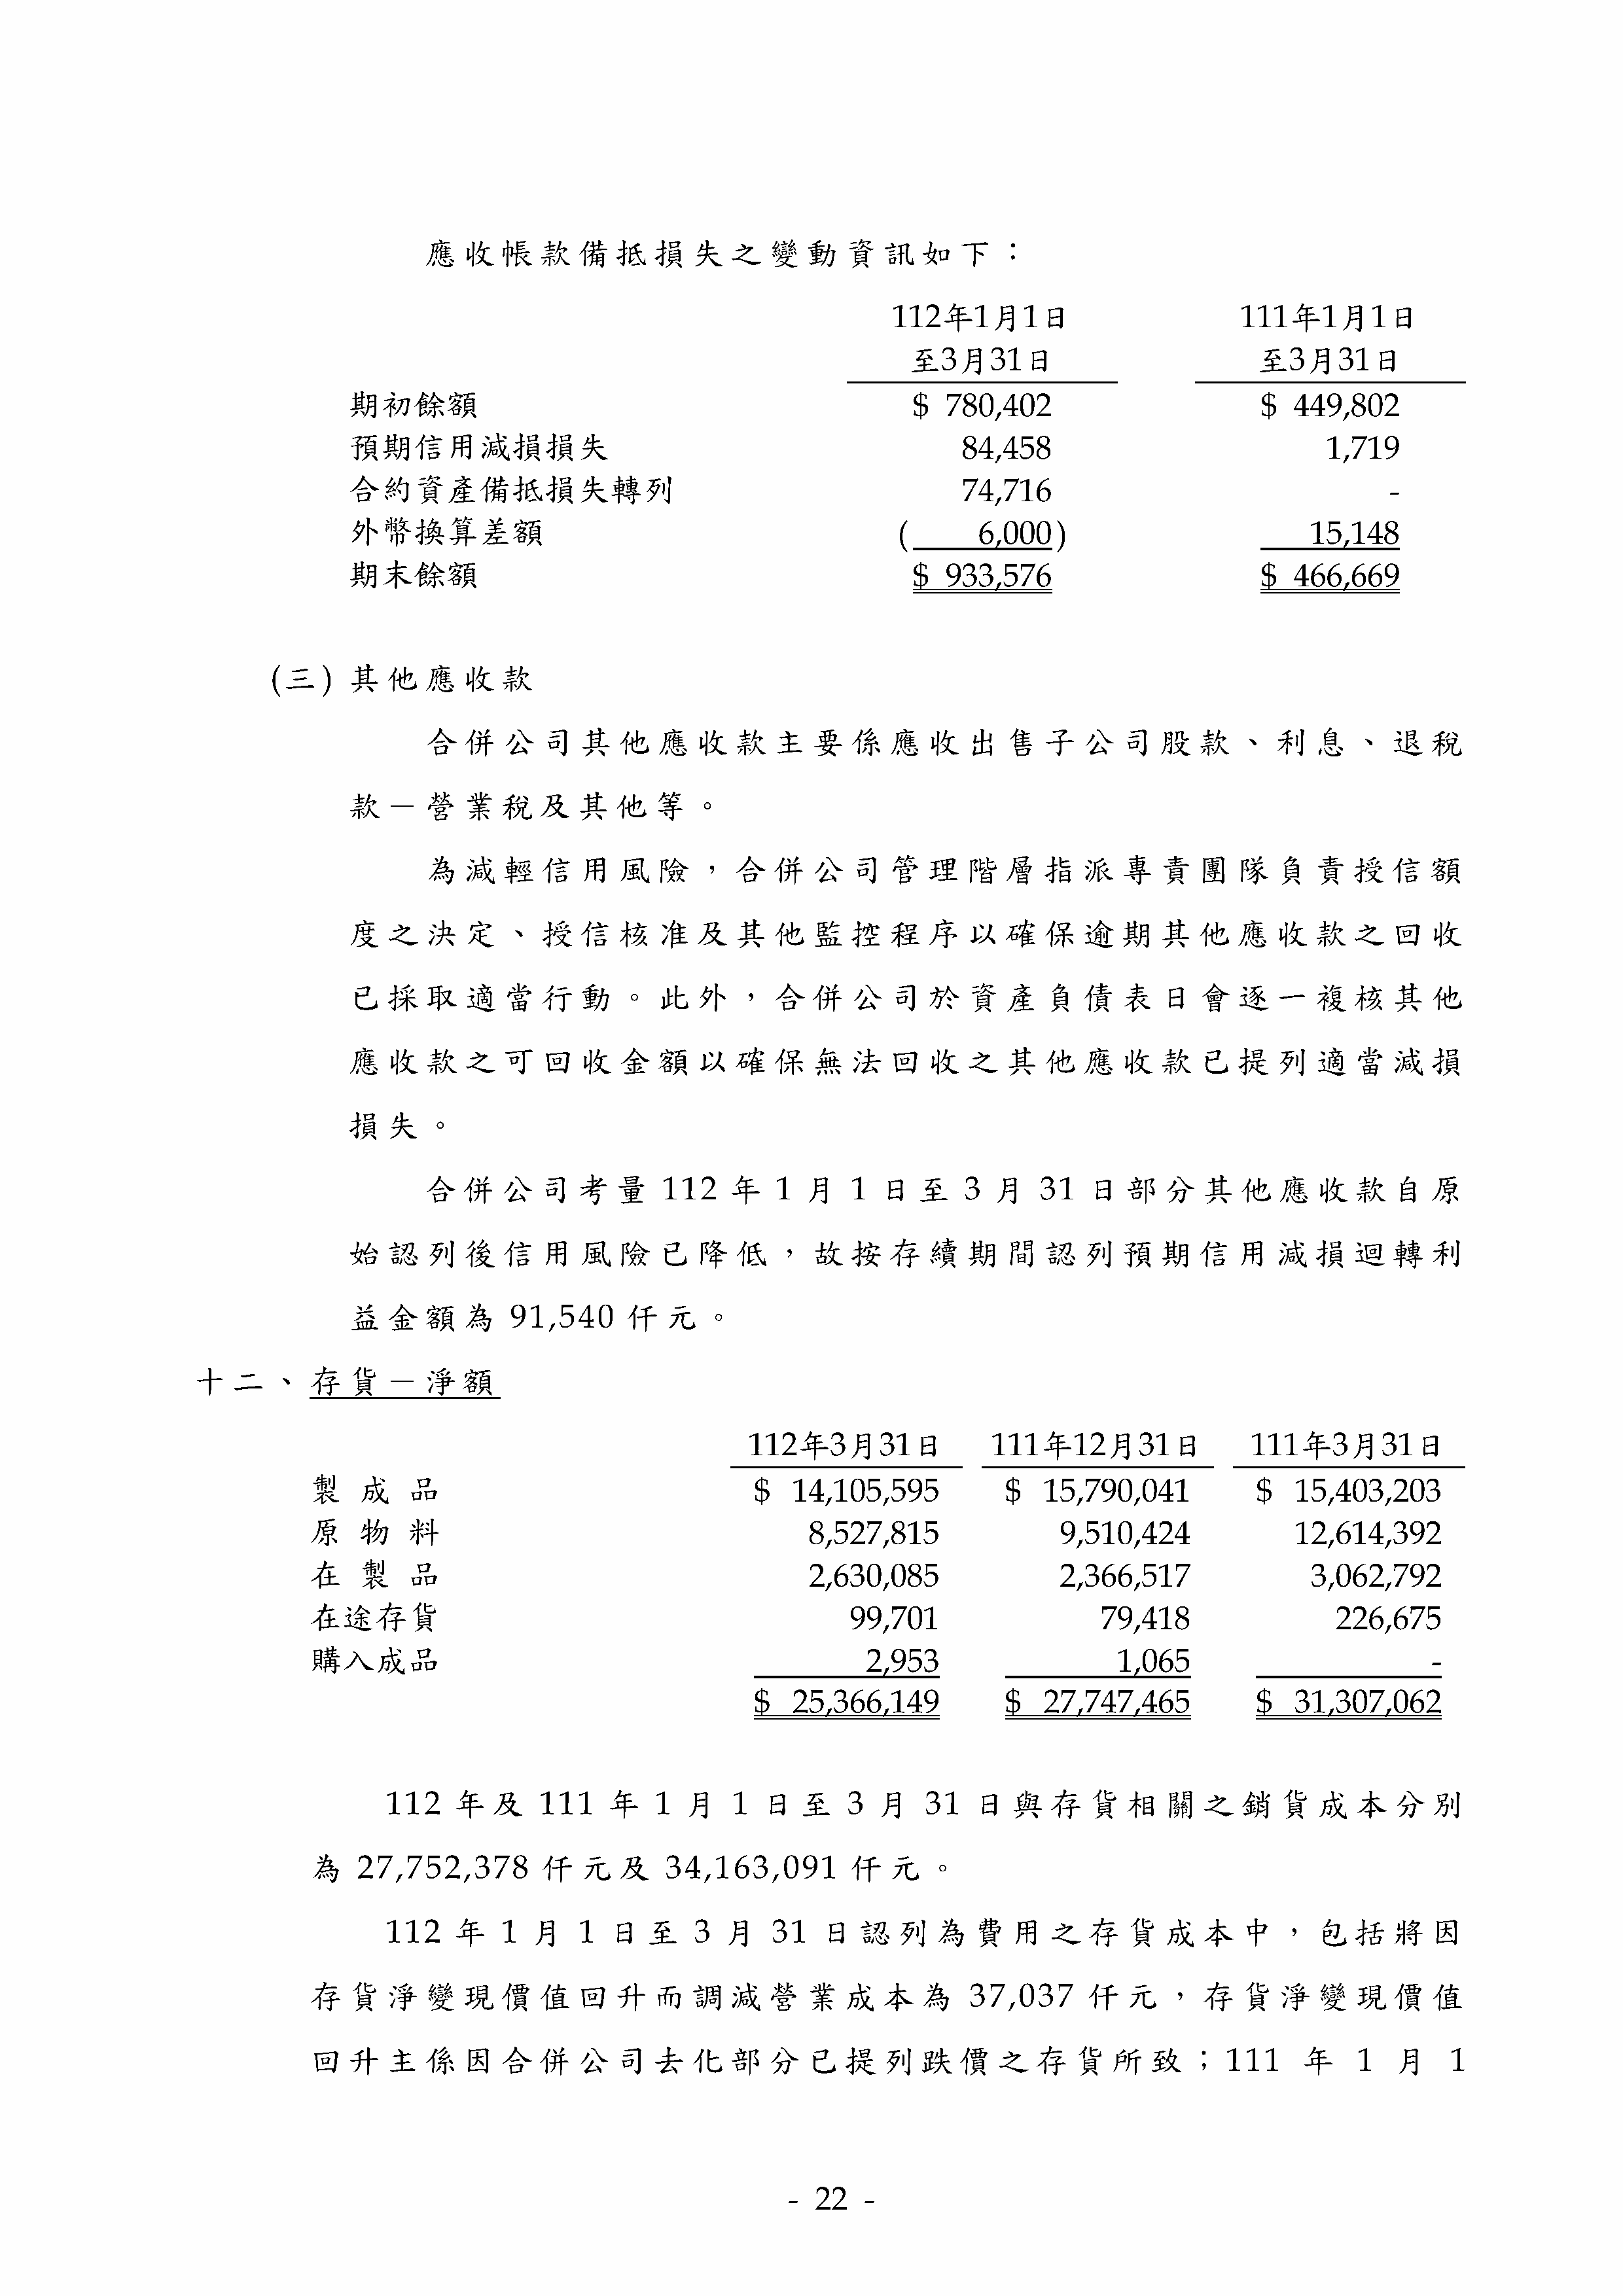 應收帳款備抵損失之變動資訊如下：
112年1月1日 111年1月1日
至3月31日 至3月31日
期初餘額 $ 780,402 $ 449,802
預期信用減損損失 84,458 1,719
合約資產備抵損失轉列 74,716 -
外幣換算差額 ( 6,000) 15,148
期末餘額 $ 933,576 $ 466,669
(三) 其他應收款
合併公司其他應收款主要係應收出售子公司股款、利息、退稅
款－營業稅及其他等。
為減輕信用風險，合併公司管理階層指派專責團隊負責授信額
度之決定、授信核准及其他監控程序以確保逾期其他應收款之回收
已採取適當行動。此外，合併公司於資產負債表日會逐一複核其他
應收款之可回收金額以確保無法回收之其他應收款已提列適當減損
損失。
合併公司考量 112 年 1 月 1 日至 3 月 31 日部分其他應收款自原
始認列後信用風險已降低，故按存續期間認列預期信用減損迴轉利
益金額為 91,540 仟元。
十二、存貨－淨額
112年3月31日 111年12月31日 111年3月31日
製成品 $ 14,105,595 $ 15,790,041 $ 15,403,203
原物料 8,527,815 9,510,424 12,614,392
在製品 2,630,085 2,366,517 3,062,792
在途存貨 99,701 79,418 226,675
購入成品 2,953 1,065 -
$ 25,366,149 $ 27,747,465 $ 31,307,062
112 年及 111 年 1 月 1 日至 3 月 31 日與存貨相關之銷貨成本分別
為 27,752,378 仟元及 34,163,091 仟元。
112 年 1 月 1 日至 3 月 31 日認列為費用之存貨成本中，包括將因
存貨淨變現價值回升而調減營業成本為 37,037 仟元，存貨淨變現價值
回升主係因合併公司去化部分已提列跌價之存貨所致；111 年 1 月 1
- 22 -